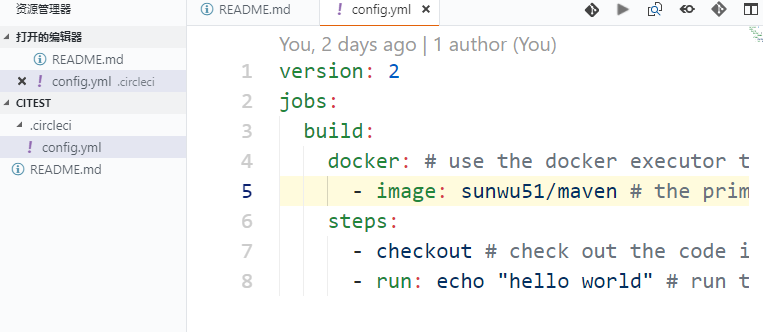 资源管理器
打开的编辑器
README.md
config.yml .circleci
CITEST
.circleci
config.yml
README.md
README.md
config.yml
You, 2 days ago | 1 author (You)
1 version: 2
2 jobs:
3 build:
4 docker: # use the docker executor t
5 - image: sunwu51/maven # the prim
6 steps:
7 - checkout # check out the code i
8 - run: echo "hello world" # run t